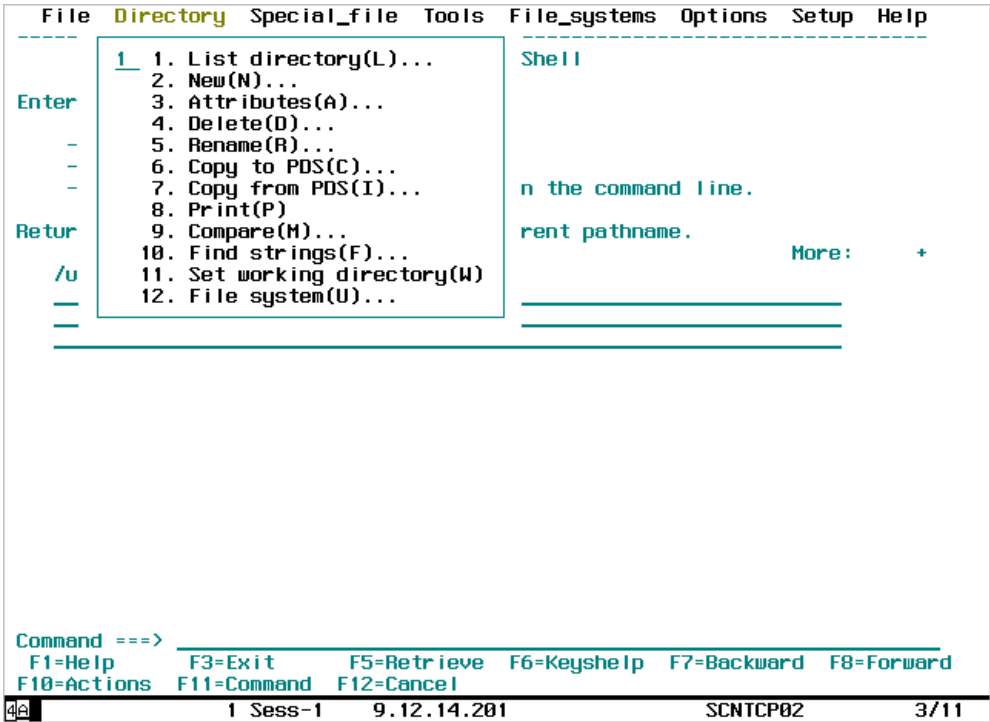 File Directory Special_file Tools File_systems Options Setup Help
1 1. List directory(L)... Shell
2. New(N)...
Enter 3. Attributes(A)...
4. Delete(D)...
- 5. Rename(R)...
- 6. Copy to PDS(C)...
- 7. Copy from PDS(I)... n the command line.
8. Print(P)
Retur 9. Compare(M)... rent pathname.
10. Find strings(F)... More: +
/u 11. Set working directory(W)
12. File system(U)...
Command ===>
F1=Help F3=Exit F5=Retrieve F6=Keyshelp F7=Backward F8=Forward
F10=Actions F11=Command F12=Cancel
4A 1 Sess-1 9.12.14.201 SCNTCP02 3/11